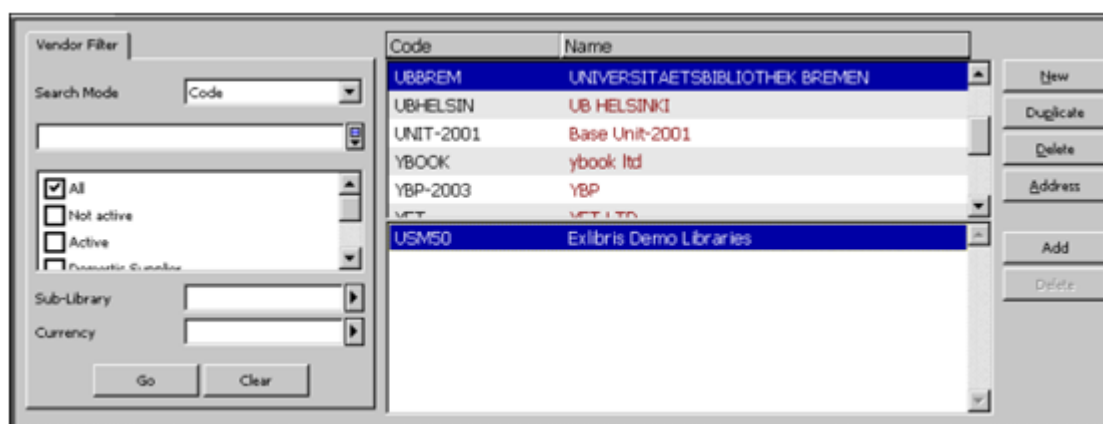 Vendor Filter
Search Mode
Code
All
Not active
Active
Domestic Supplier
Sub-Library
Currency
Go
Clear
Code Name
UBBREM UNIVERSITAETSBIBLIOTHEK BREMEN
UBHELSIN UB HELSINKI
UNIT-2001 Base Unit-2001
YBOOK ybook ltd
YBP-2003 YBP
USM50 Exlibris Demo Libraries
New
Duplicate
Delete
Address
Add
Delete